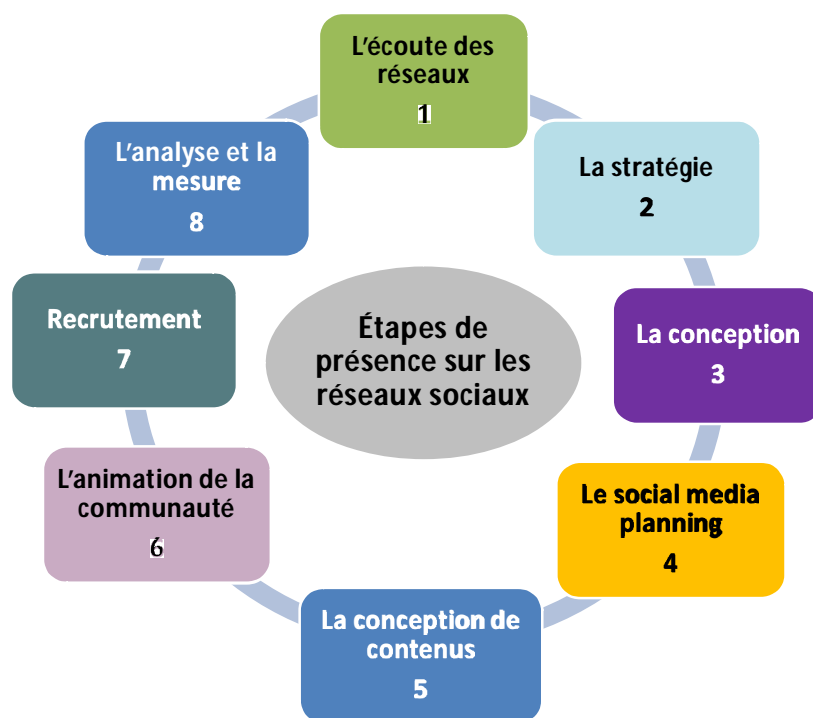 L'écoute des
réseaux
1
La stratégie
2
La conception
3
Le social media
planning
4
La conception de
contenus
5
L'animation de la
communauté
6
Recrutement
7
L'analyse et la
mesure
8
Étapes de
présence sur les
réseaux sociaux